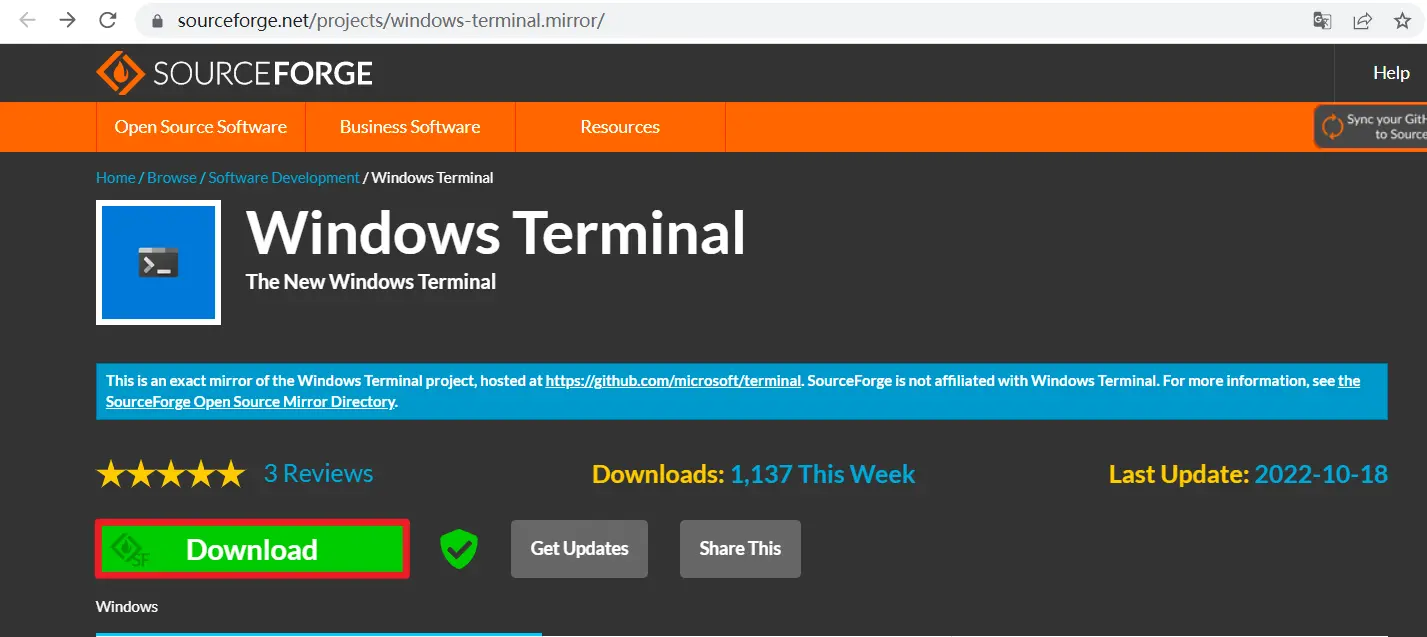 sourceforge.net/projects/windows-terminal.mirror/
SOURCEFORGE
Help
Open Source Software
Business Software
Resources
Sync your GitH
to Source
Home / Browse / Software Development / Windows Terminal
Windows Terminal
The New Windows Terminal
This is an exact mirror of the Windows Terminal project, hosted at https://github.com/microsoft/terminal. SourceForge is not affiliated with Windows Terminal. For more information, see the
SourceForge Open Source Mirror Directory.
3 Reviews
Downloads: 1,137 This Week
Last Update: 2022-10-18
SF
Download
Get Updates
Share This
Windows